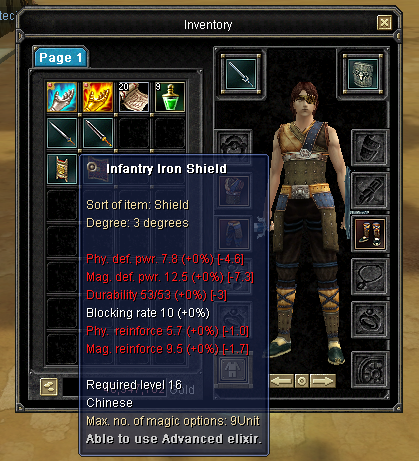 Inventory
Page 1
20
9
Infantry Iron Shield
Sort of item: Shield
Degree: 3 degrees
Phy. def. pwr. 7.8 (+0%) [-4.6]
Mag. def. pwr. 12.5 (+0%) [-7.3]
Durability 53/53 (+0%) [-3]
Blocking rate 10 (+0%)
Phy. reinforce 5.7 (+0%) [-1.0]
Mag. reinforce 9.5 (+0%) [-1.7]
Required level 16
Chinese
Max. no. of magic options: 9Unit
Able to use Advanced elixir.